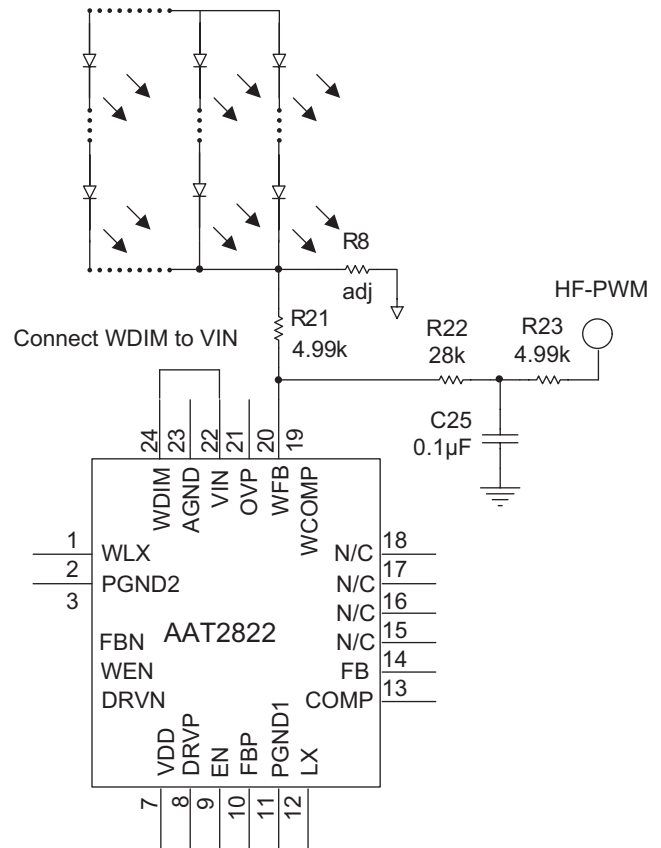 R8
adj
HF-PWM
R21
4.99k
R22
28k
R23
4.99k
Connect WDIM to VIN
C25
0.1µF
24
23
22
21
20
19
WDIM
AGND
VIN
OVP
WFB
WCOMP
1
WLX
2
PGND2
3
FBN
WEN
DRVN
AAT2822
N/C
18
N/C
17
N/C
16
N/C
15
FB
14
COMP
13
VDD
DRVP
EN
FBP
PGND1
LX
7
8
9
10
11
12